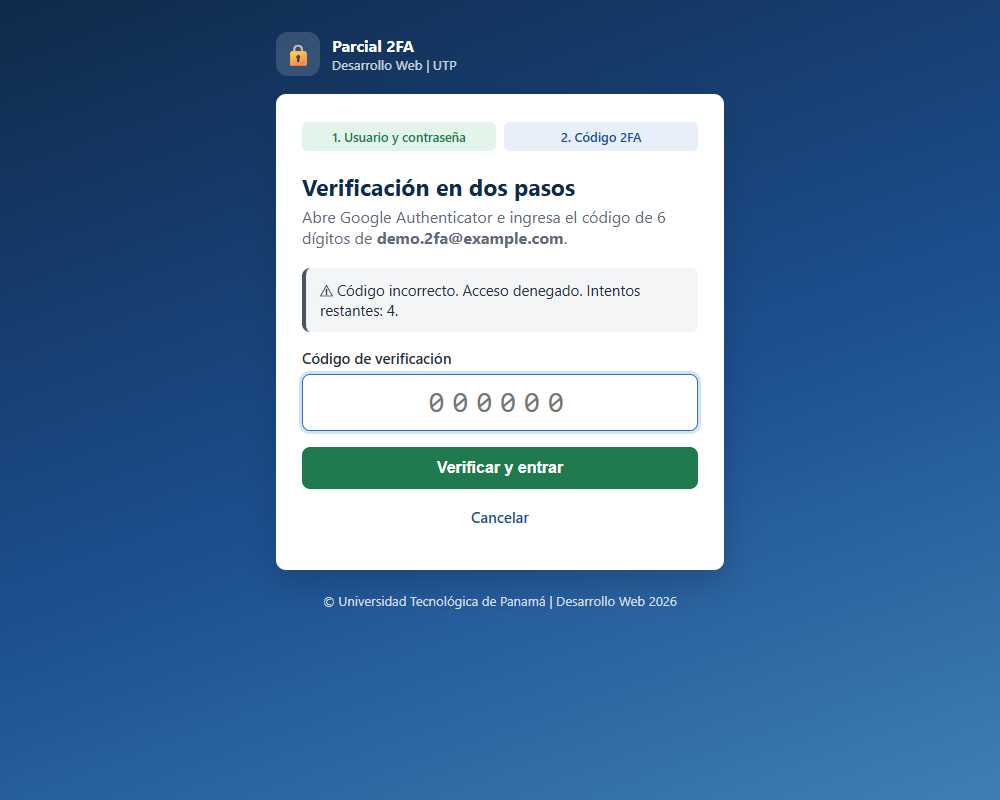 Parcial 2FA
Desarrollo Web | UTP
1. Usuario y contraseña
2. Código 2FA
Verificación en dos pasos
Abre Google Authenticator e ingresa el código de 6
dígitos de demo.2fa@example.com.
⚠ Código incorrecto. Acceso denegado. Intentos
restantes: 4.
Código de verificación
000000
Verificar y entrar
Cancelar
© Universidad Tecnológica de Panamá | Desarrollo Web 2026